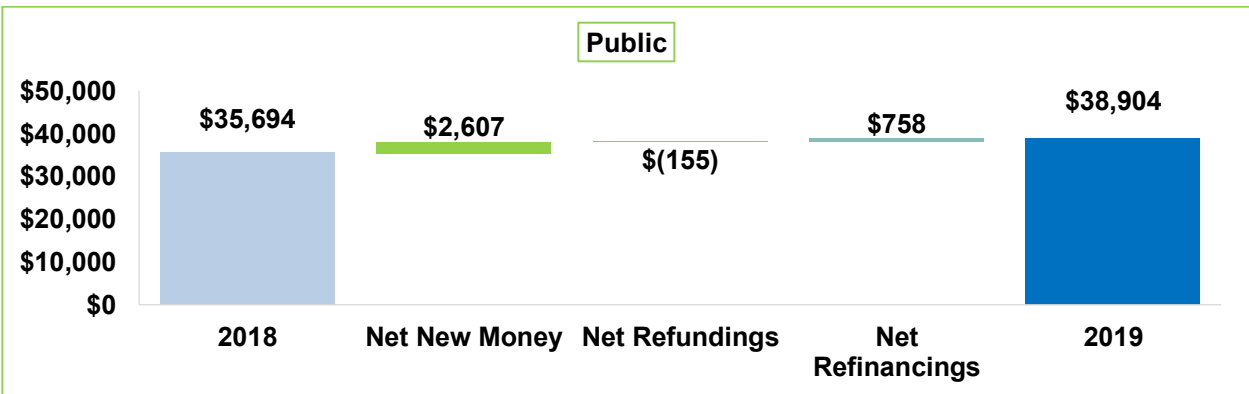 Public
$50,000
$40,000
$30,000
$20,000
$10,000
$0
$35,694
$2,607
$(155)
$758
$38,904
2018
Net New Money
Net Refundings
Net
Refinancings
2019